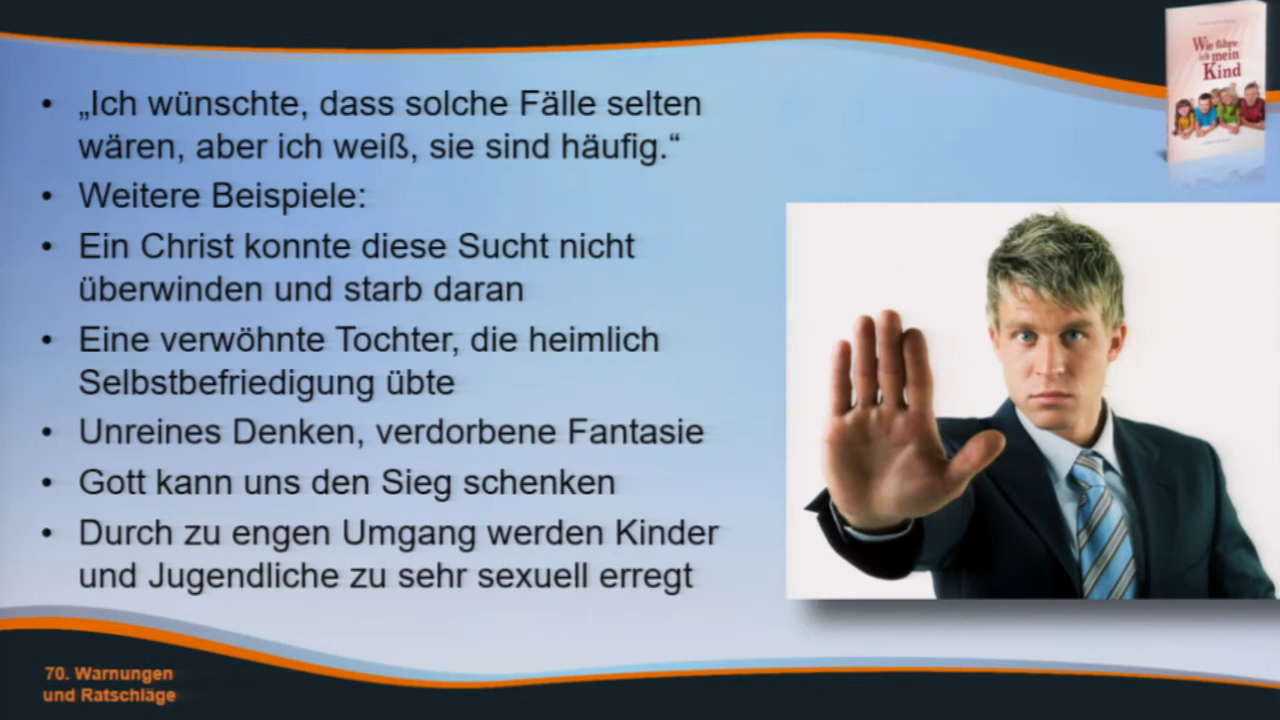 Wie führe
ich mein
Kind
• „Ich wünschte, dass solche Fälle selten
wären, aber ich weiß, sie sind häufig.“
• Weitere Beispiele:
• Ein Christ konnte diese Sucht nicht
überwinden und starb daran
• Eine verwöhnte Tochter, die heimlich
Selbstbefriedigung übte
• Unreines Denken, verdorbene Fantasie
• Gott kann uns den Sieg schenken
• Durch zu engen Umgang werden Kinder
und Jugendliche zu sehr sexuell erregt
70. Warnungen
und Ratschläge